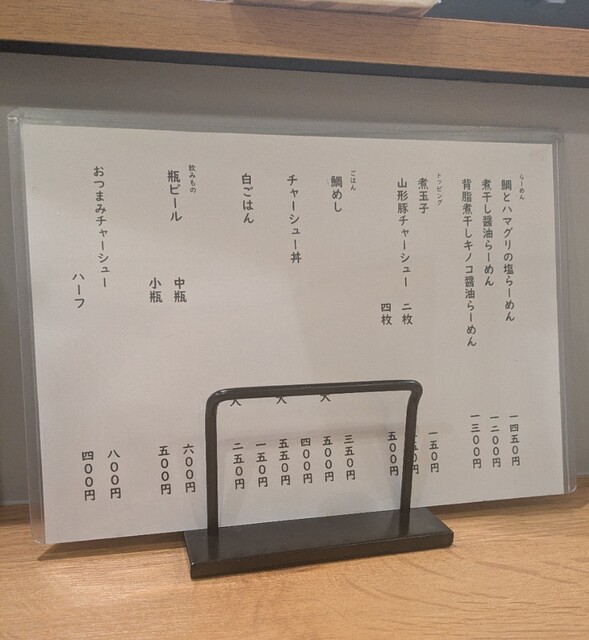 らーめん
鯛とハマグリの塩らーめん 一四五〇円
煮干し醤油らーめん 一二〇〇円
背脂煮干しキノコ醤油らーめん 一三〇〇円
トッピング
煮玉子 一五〇円
山形豚チャーシュー 二枚
四枚 五〇〇円
ごはん
鯛めし 三五〇円
五〇〇円
チャーシュー丼 四〇〇円
五五〇円
白ごはん 一五〇円
二五〇円
飲みもの
瓶ビール 中瓶 六〇〇円
小瓶 五〇〇円
おつまみチャーシュー 八〇〇円
ハーフ 四〇〇円